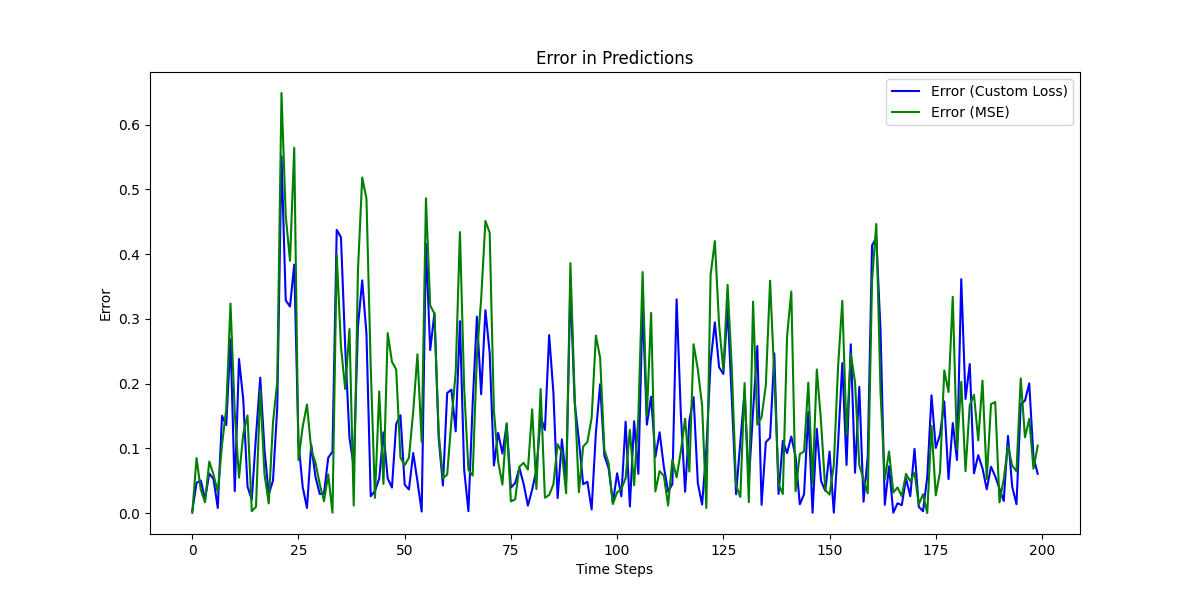 Error in Predictions
Error (Custom Loss)
Error (MSE)
Error
0.6
0.5
0.4
0.3
0.2
0.1
0.0
0 25 50 75 100 125 150 175 200
Time Steps